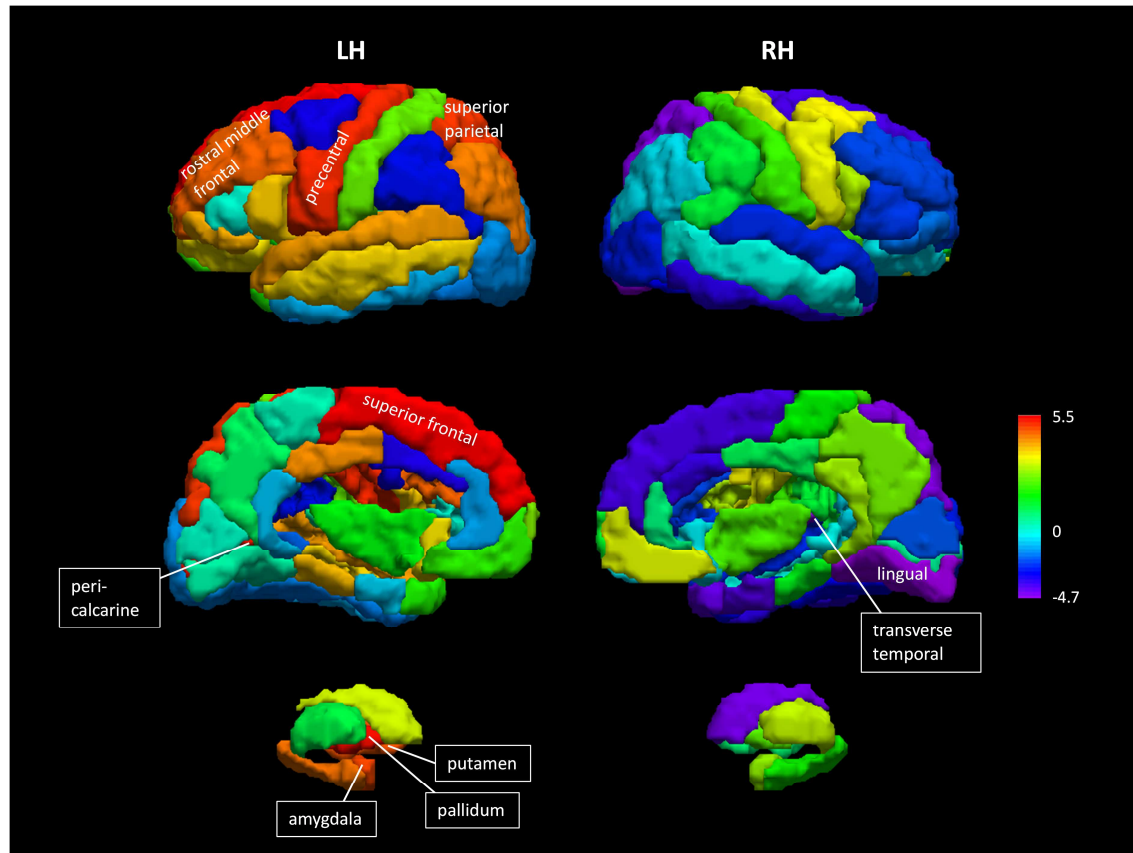 LH
RH
rostral middle
frontal
precentral
superior
parietal
superior frontal
peri-
calcarine
lingual
transverse
temporal
5.5
0
-4.7
putamen
pallidum
amygdala